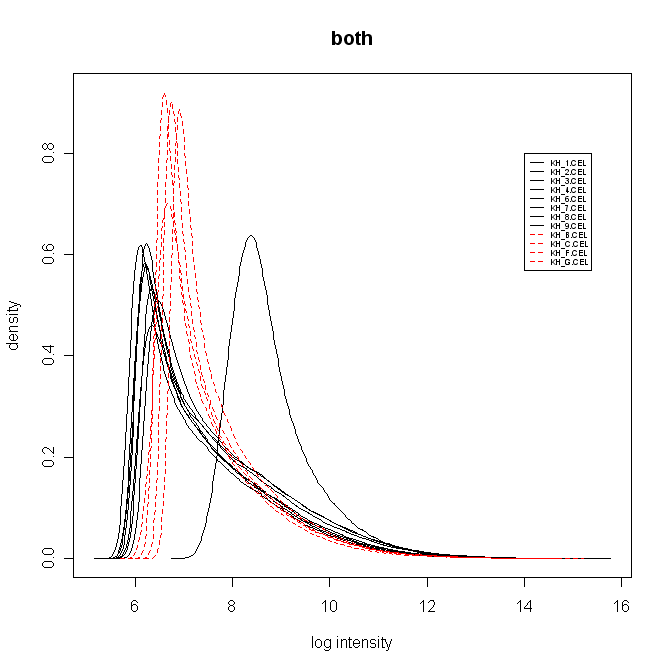 both
density
0.0
0.2
0.4
0.6
0.8
KH_1.CEL
KH_2.CEL
KH_3.CEL
KH_4.CEL
KH_6.CEL
KH_7.CEL
KH_8.CEL
KH_9.CEL
KH_B.CEL
KH_C.CEL
KH_F.CEL
KH_G.CEL
6 8 10 12 14 16
log intensity